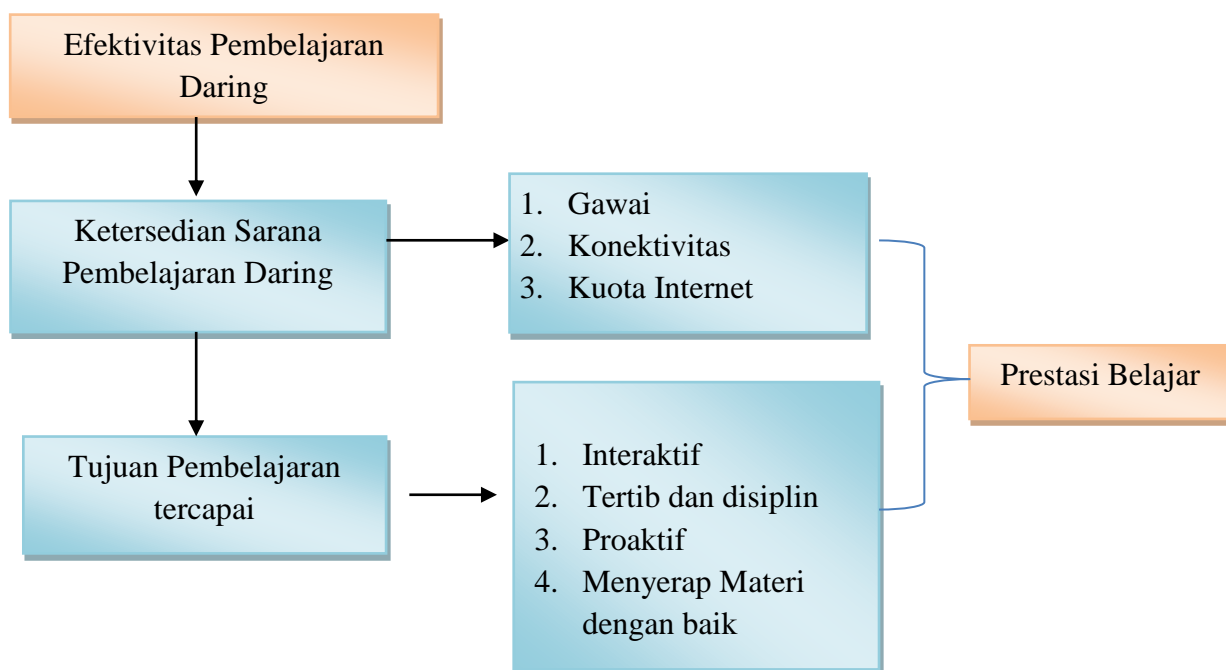 Efektivitas Pembelajaran
Daring
Ketersedian Sarana
Pembelajaran Daring
1. Gawai
2. Konektivitas
3. Kuota Internet
Prestasi Belajar
Tujuan Pembelajaran
tercapai
1. Interaktif
2. Tertib dan disiplin
3. Proaktif
4. Menyerap Materi
dengan baik